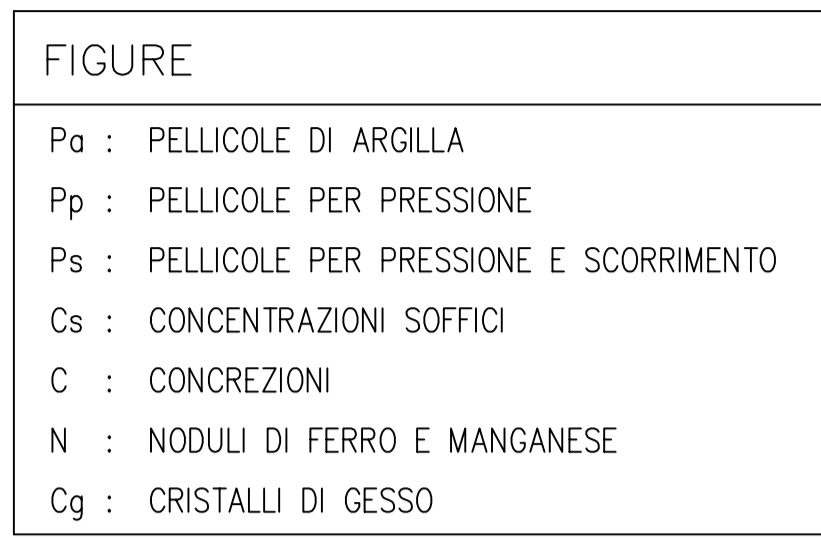 FIGURE
Pa : PELLICOLE DI ARGILLA
Pp : PELLICOLE PER PRESSIONE
Ps : PELLICOLE PER PRESSIONE E SCORRIMENTO
Cs : CONCENTRAZIONI SOFFICI
C : CONCREZIONI
N : NODULI DI FERRO E MANGANESE
Cg : CRISTALLI DI GESSO